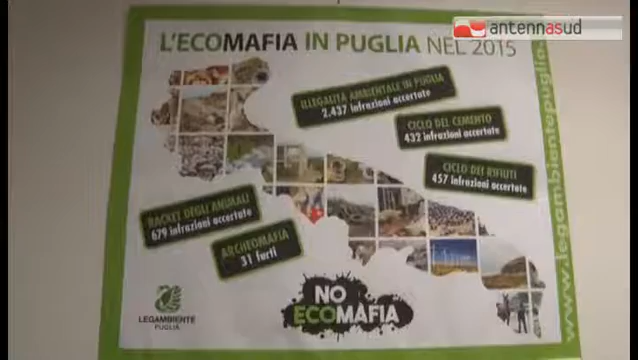 antennasud
L'ECOMAFIA IN PUGLIA NEL 2015
ILLEGALITÀ AMBIENTALE IN PUGLIA
2.437 infrazioni accertate
CICLO DEL CEMENTO
432 infrazioni accertate
CICLO DEI RIFIUTI
457 infrazioni accertate
RACKET DEGLI ANIMALI
679 infrazioni accertate
ARCHEOMAFIA
31 furti
LEGAMBIENTE
PUGLIA
NO
ECOMAFIA
www.legambientepuglia.